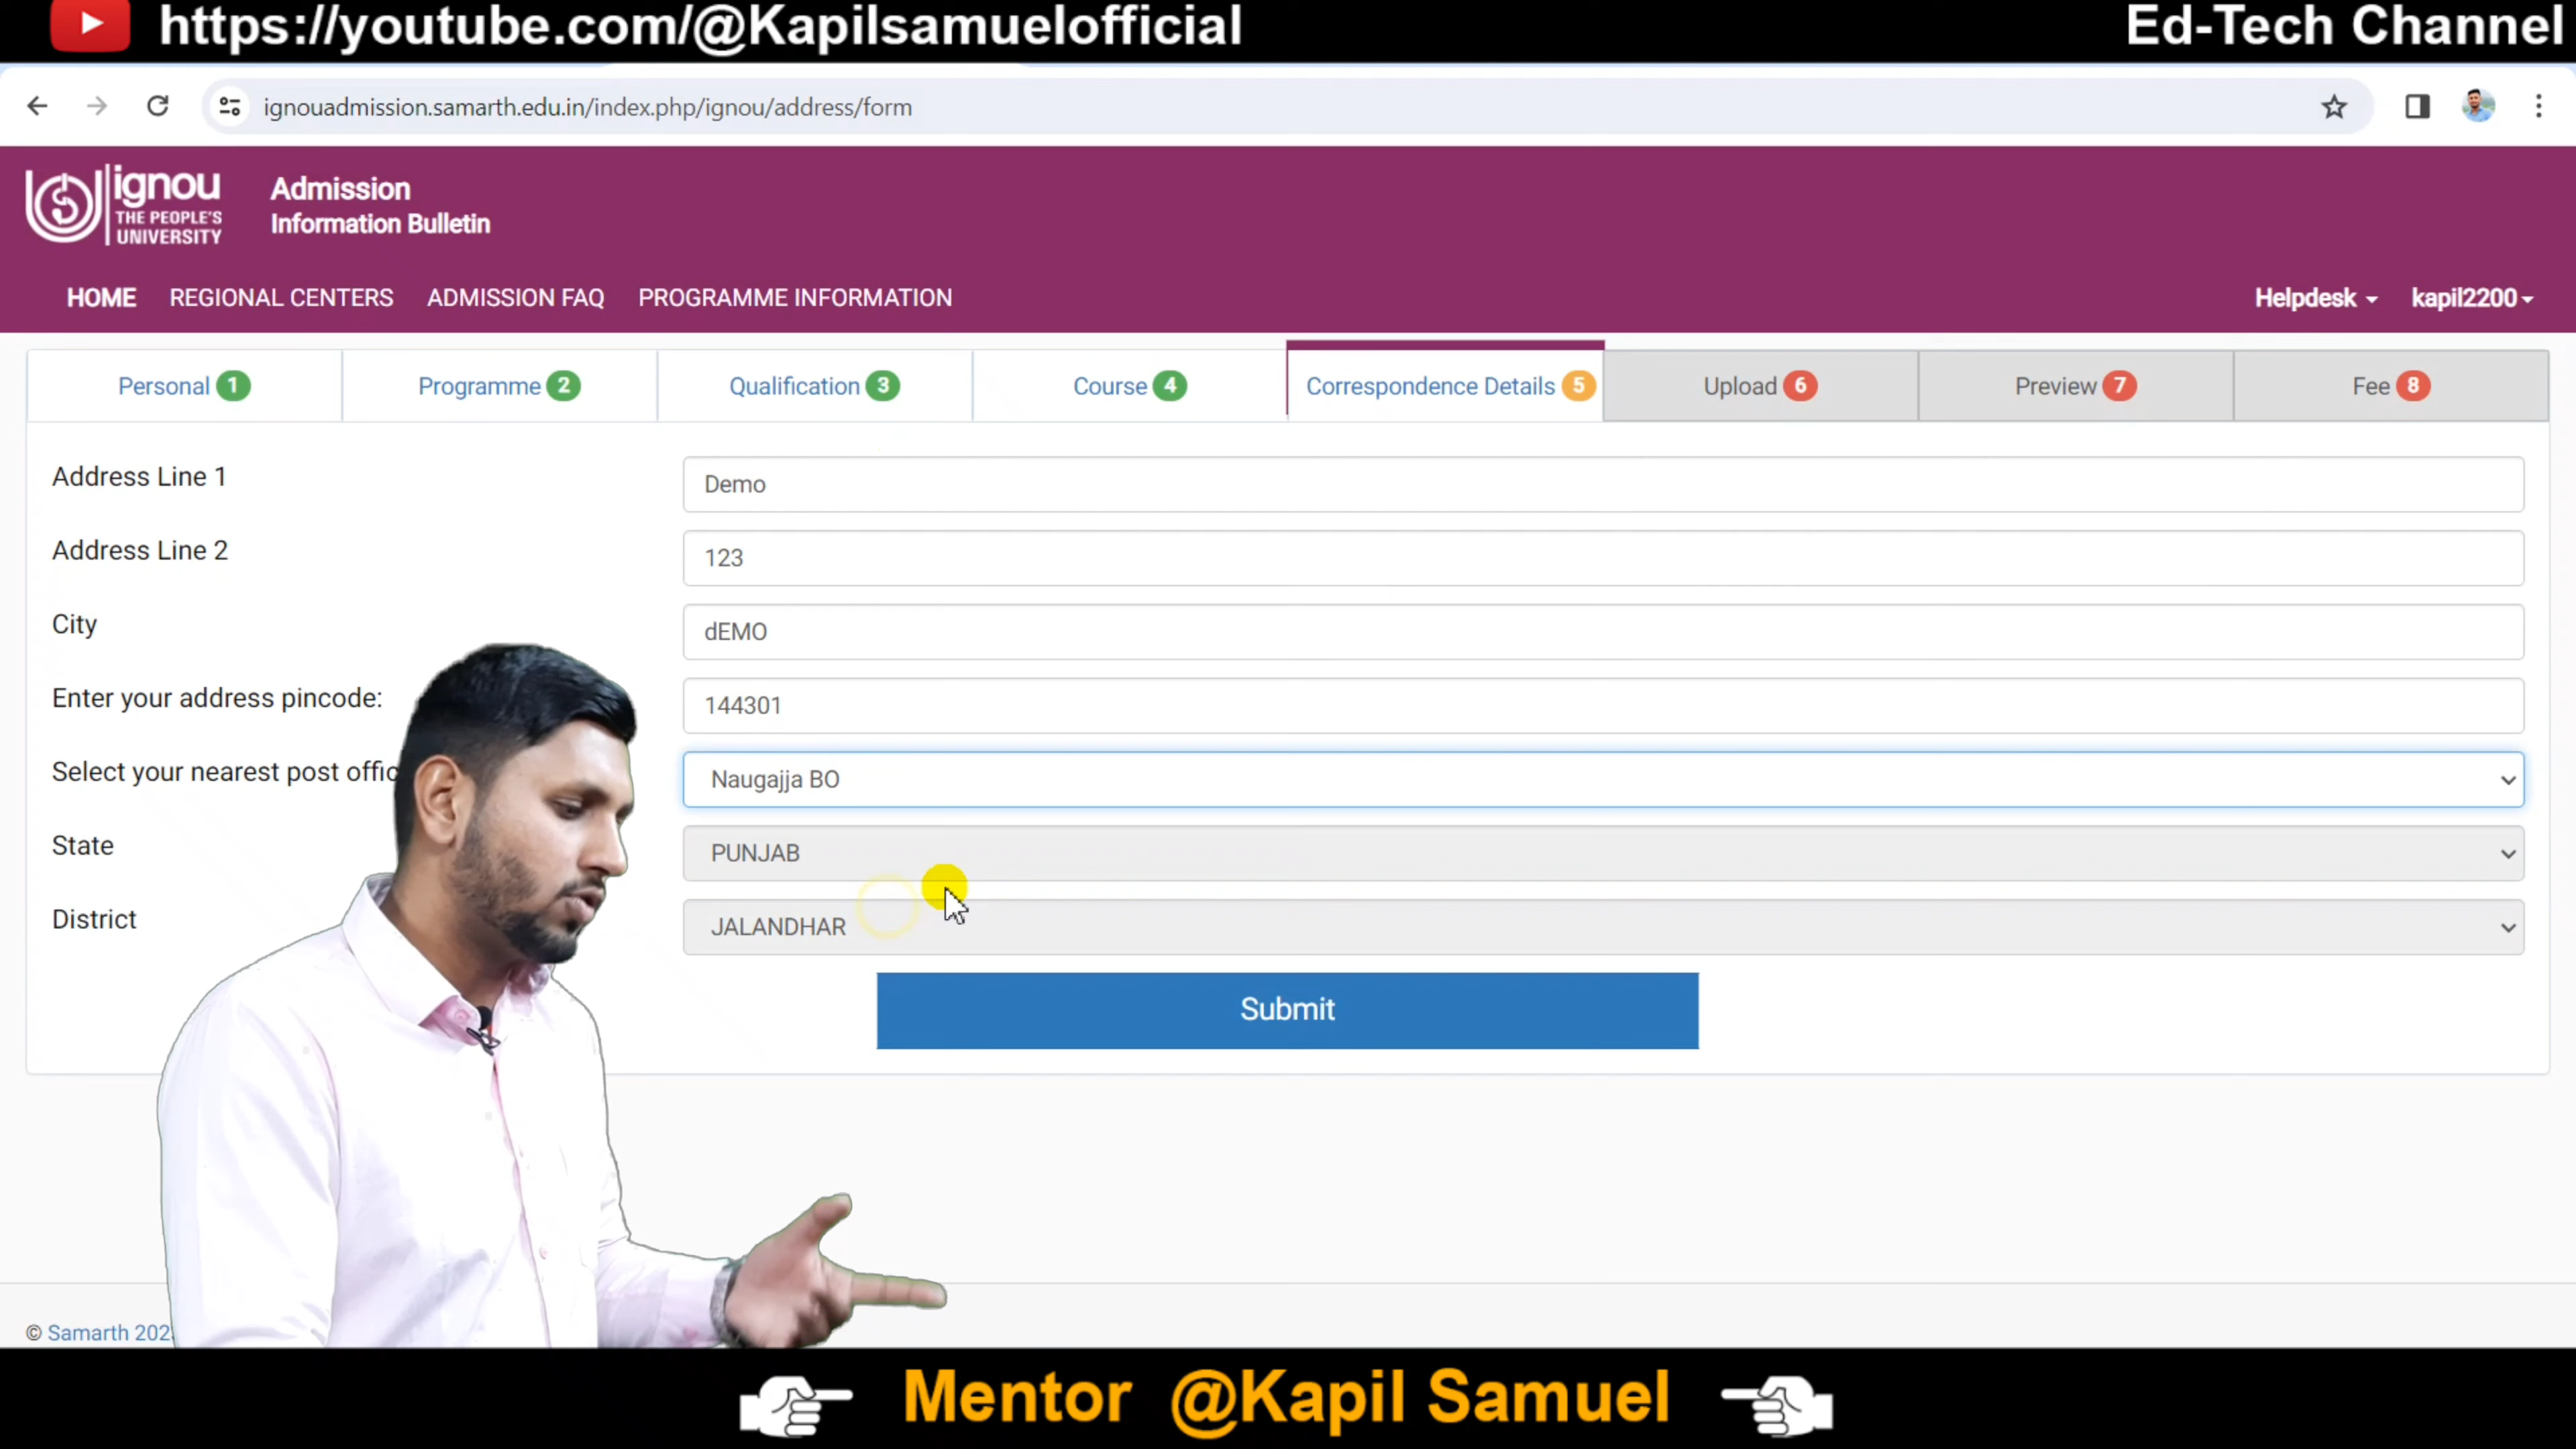 https://youtube.com/@Kapilsamuelofficial
Ed-Tech Channel
ignouadmission.samarth.edu.in/index.php/ignou/address/form
ignou
THE PEOPLE'S
UNIVERSITY
Admission
Information Bulletin
HOME REGIONAL CENTERS ADMISSION FAQ PROGRAMME INFORMATION Helpdesk kapil2200
Personal 1 Programme 2 Qualification 3 Course 4 Correspondence Details 5 Upload 6 Preview 7 Fee 8
Address Line 1 Demo
Address Line 2 123
City dEMO
Enter your address pincode: 144301
Select your nearest post offic Naugajja BO
State PUNJAB
District JALANDHAR
Submit
© Samarth 202
Mentor @Kapil Samuel